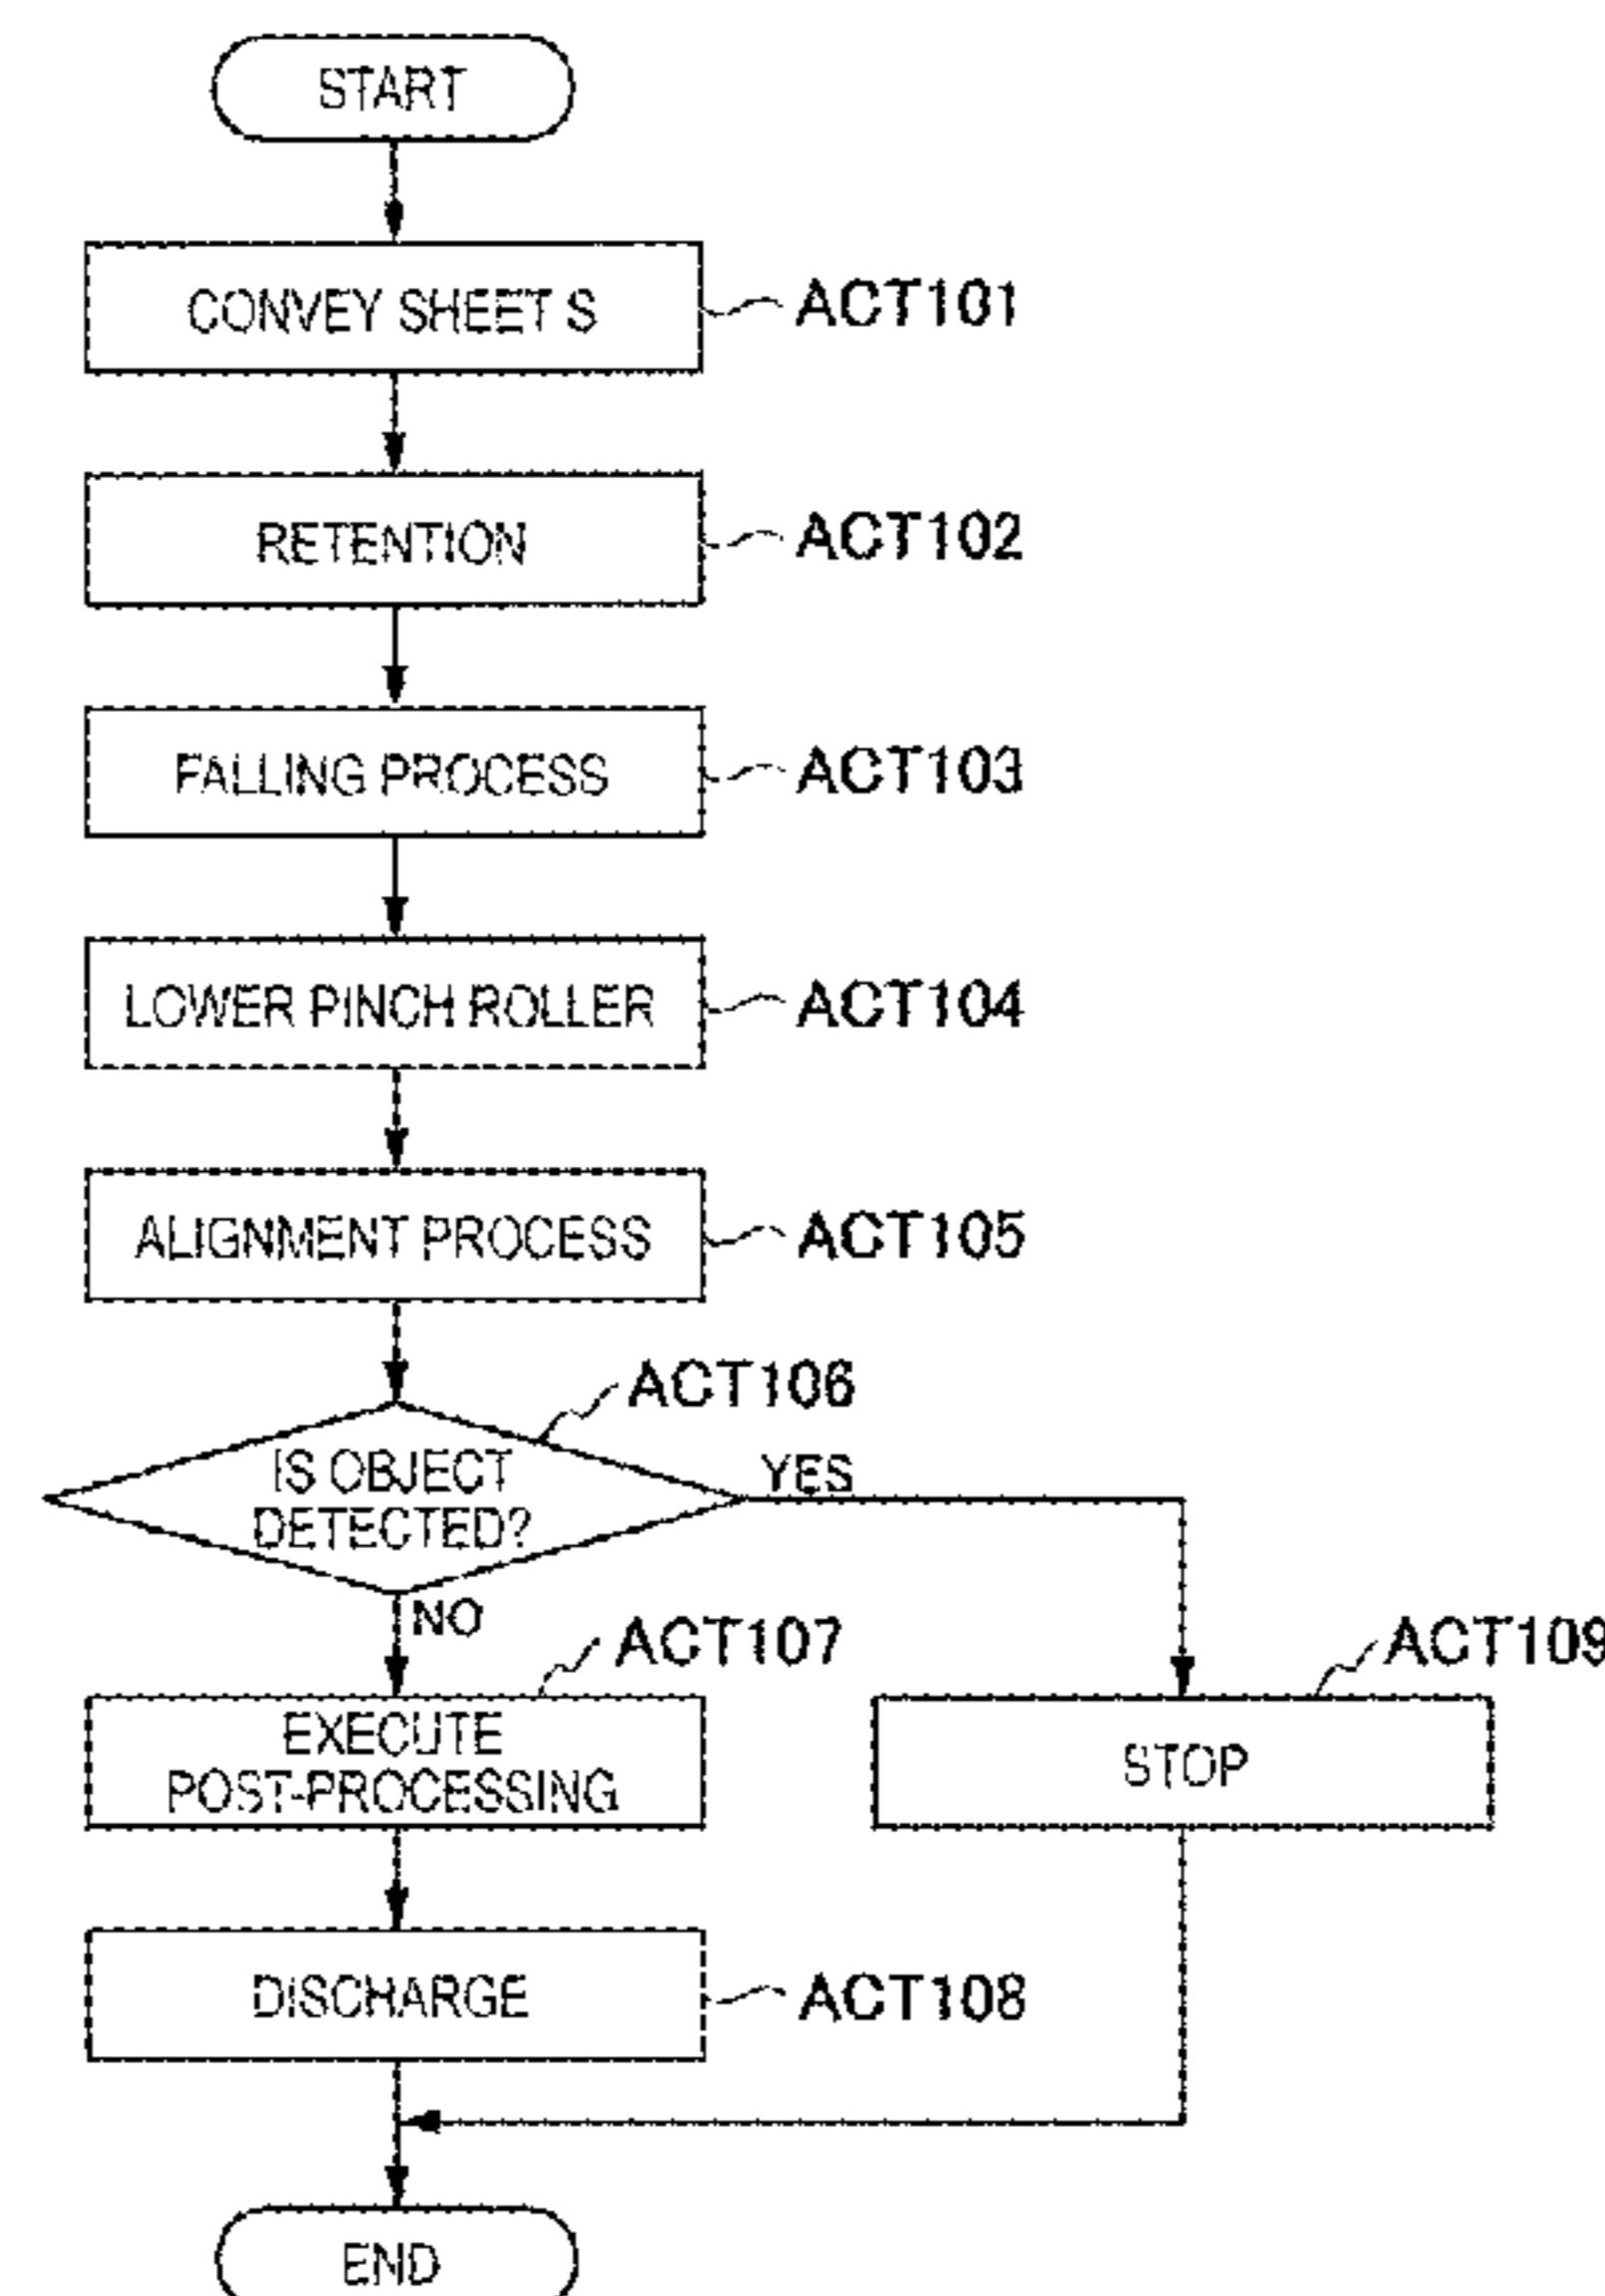 START
CONVEY SHEET S
ACT101
RETENTION
ACT102
FALLING PROCESS
ACT103
LOWER PINCH ROLLER
ACT104
ALIGNMENT PROCESS
ACT105
ACT106
IS OBJECT
DETECTED?
YES
NO
ACT107
ACT109
EXECUTE
POST-PROCESSING
STOP
DISCHARGE
ACT108
END